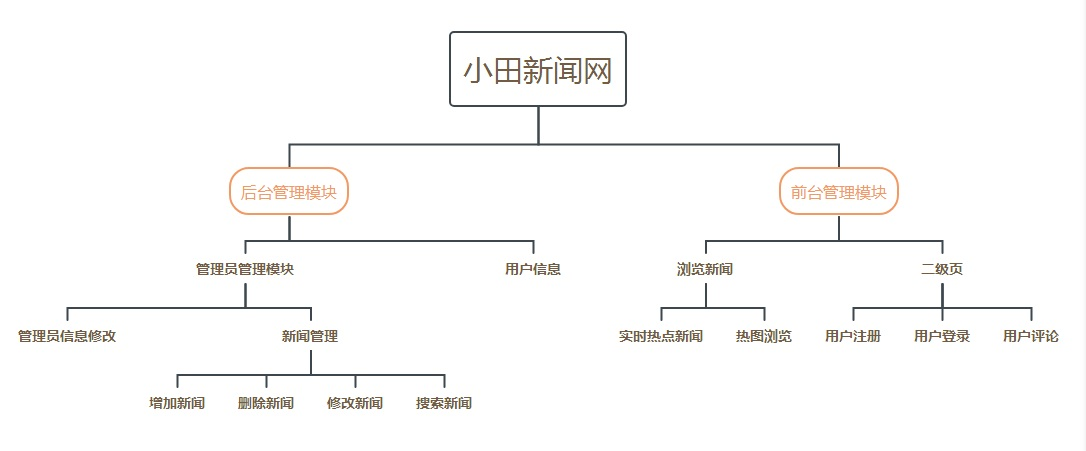 小田新闻网
后台管理模块
前台管理模块
管理员管理模块
用户信息
浏览新闻
二级页
管理员信息修改
新闻管理
实时热点新闻
热图浏览
用户注册
用户登录
用户评论
增加新闻
删除新闻
修改新闻
搜索新闻